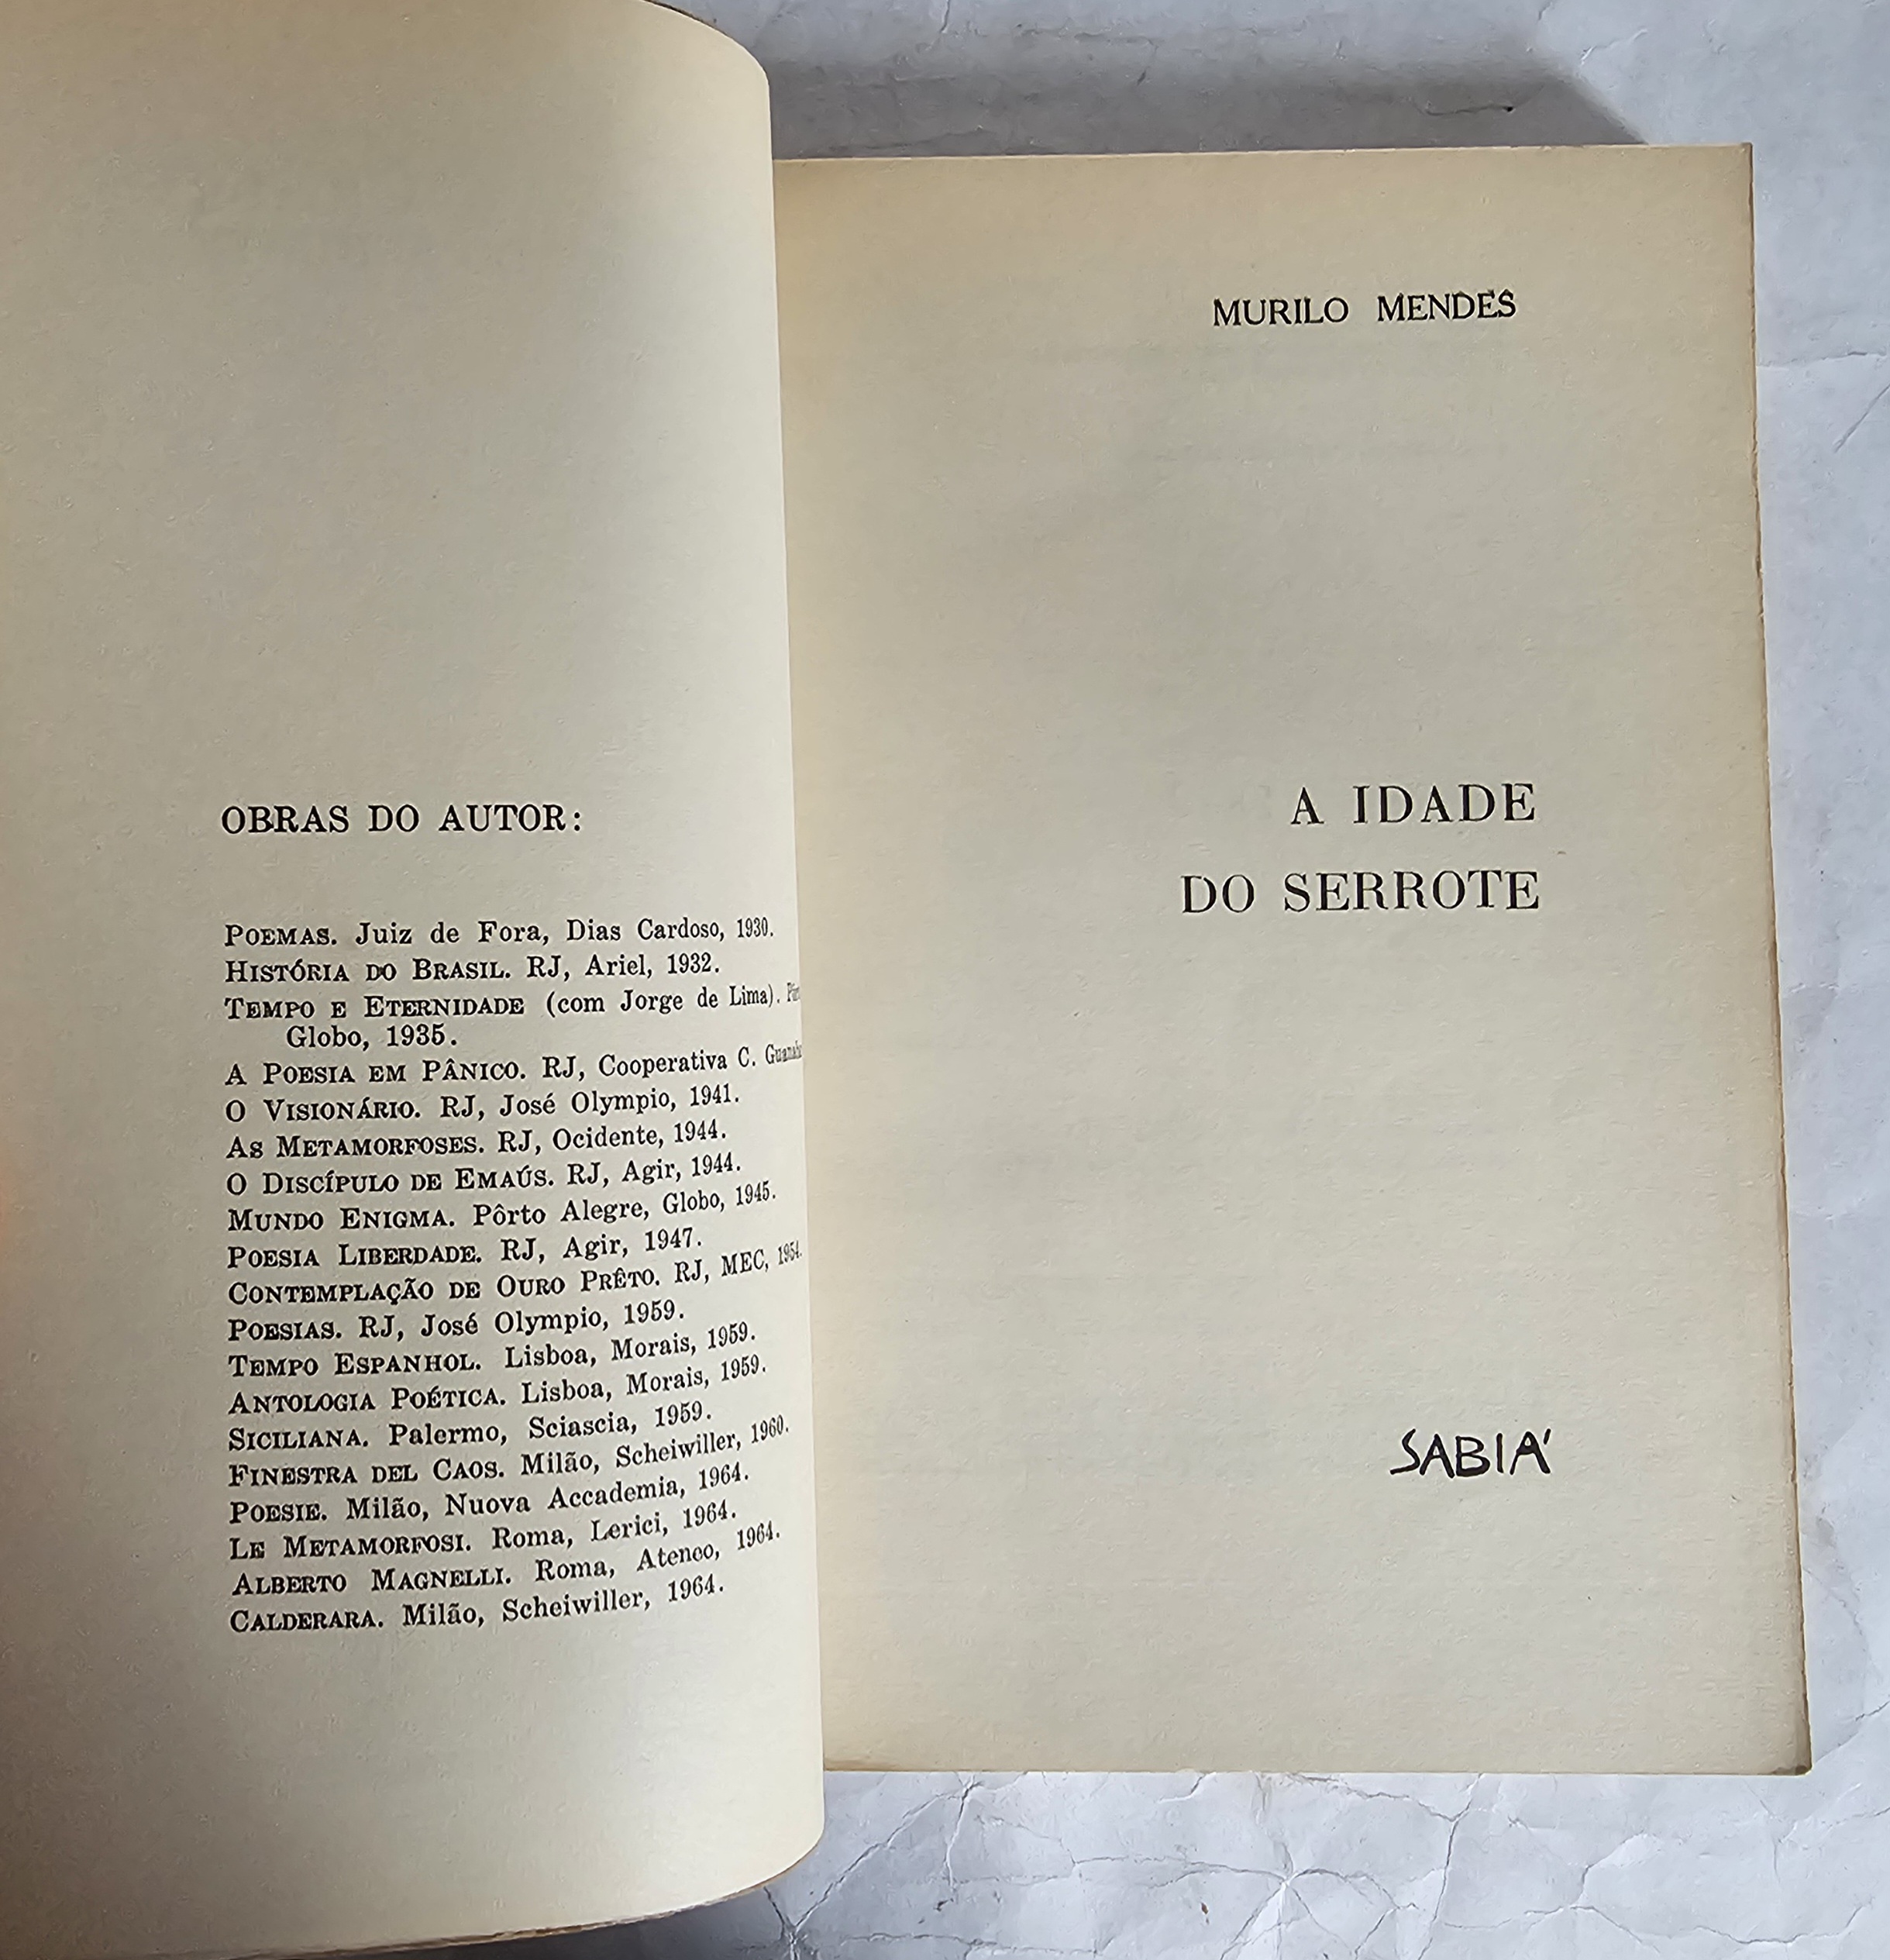 OBRAS DO AUTOR:
POEMAS. Juiz de Fora, Dias Cardoso, 1930.
HISTÓRIA DO BRASIL. RJ, Ariel, 1932.
TEMPO E ETERNIDADE (com Jorge de Lima).
Globo, 1935.
A POESIA EM PÂNICO. RJ, Cooperativa C.
O VISIONÁRIO. RJ, José Olympio, 1941.
AS METAMORFOSES. RJ, Ocidente, 1944.
O DISCÍPULO DE EMAÚS. RJ, Agir, 1944.
MUNDO ENIGMA. Pôrto Alegre, Globo, 1945.
POESIA LIBERDADE. RJ, Agir, 1947.
CONTEMPLAÇÃO DE OURO PRÊTO. RJ, MEC, 1954.
POESIAS. RJ, José Olympio, 1959.
TEMPO ESPANHOL. Lisboa, Morais, 1959.
ANTOLOGIA POÉTICA. Lisboa, Morais, 1959.
SICILIANA. Palermo, Sciascia, 1959.
FINESTRA DEL CAOS. Milão, Scheiwiller, 1960.
POESIE. Milão, Nuova Accademia, 1964.
LE METAMORFOSI. Roma, Lerici, 1964.
ALBERTO MAGNELLI. Roma, Ateneo, 1964.
CALDERARA. Milão, Scheiwiller, 1964.
MURILO MENDES
A IDADE
DO SERROTE
SABIÁ